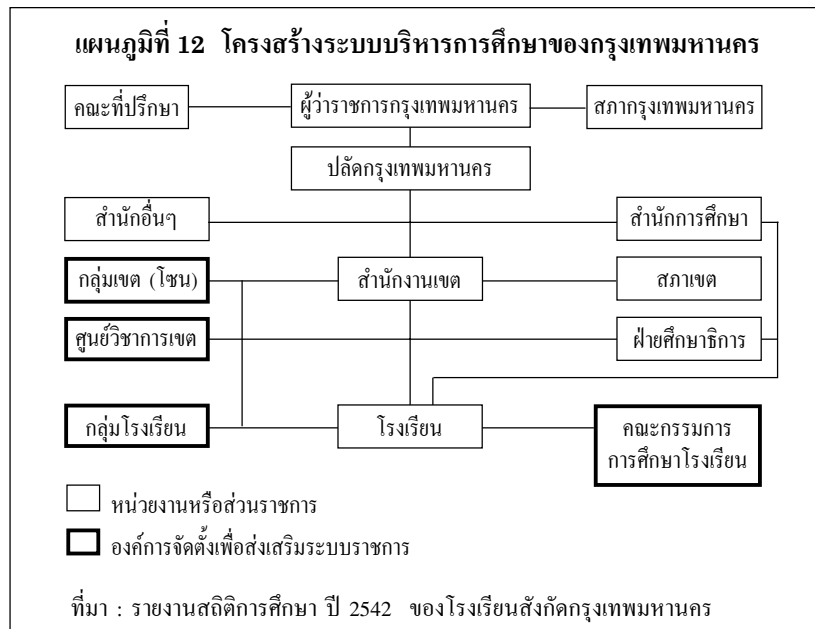 แผนภูมิที่ 12 โครงสร้างระบบบริหารการศึกษาของกรุงเทพมหานคร
คณะที่ปรึกษา
ผู้ว่าราชการกรุงเทพมหานคร
สภากรุงเทพมหานคร
ปลัดกรุงเทพมหานคร
สำนักอื่นๆ
สำนักการศึกษา
กลุ่มเขต (โซน)
สำนักงานเขต
สภาเขต
ศูนย์วิชาการเขต
ฝ่ายศึกษาธิการ
กลุ่มโรงเรียน
โรงเรียน
คณะกรรมการ
การศึกษาโรงเรียน
หน่วยงานหรือส่วนราชการ
องค์การจัดตั้งเพื่อส่งเสริมระบบราชการ
ที่มา : รายงานสถิติการศึกษา ปี 2542 ของโรงเรียนสังกัดกรุงเทพมหานคร